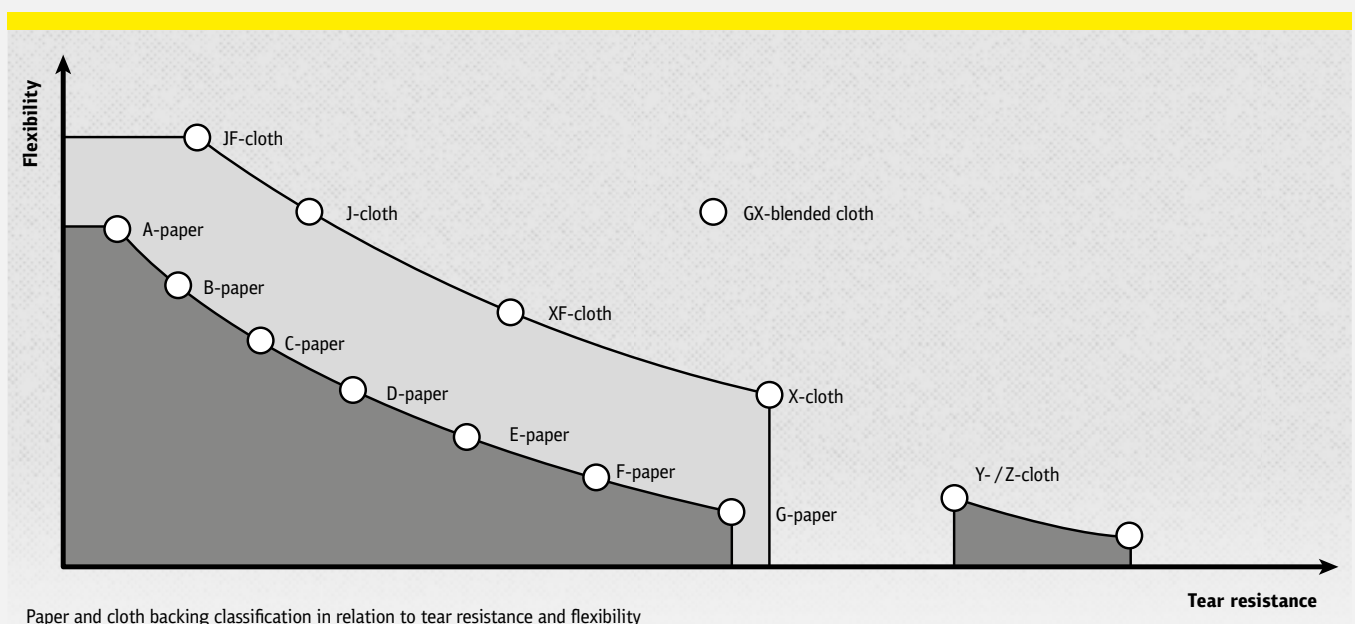 Flexibility
JF-cloth
J-cloth
GX-blended cloth
A-paper
B-paper
XF-cloth
C-paper
D-paper
X-cloth
E-paper
F-paper
Y- / Z-cloth
G-paper
Tear resistance
Paper and cloth backing classification in relation to tear resistance and flexibility